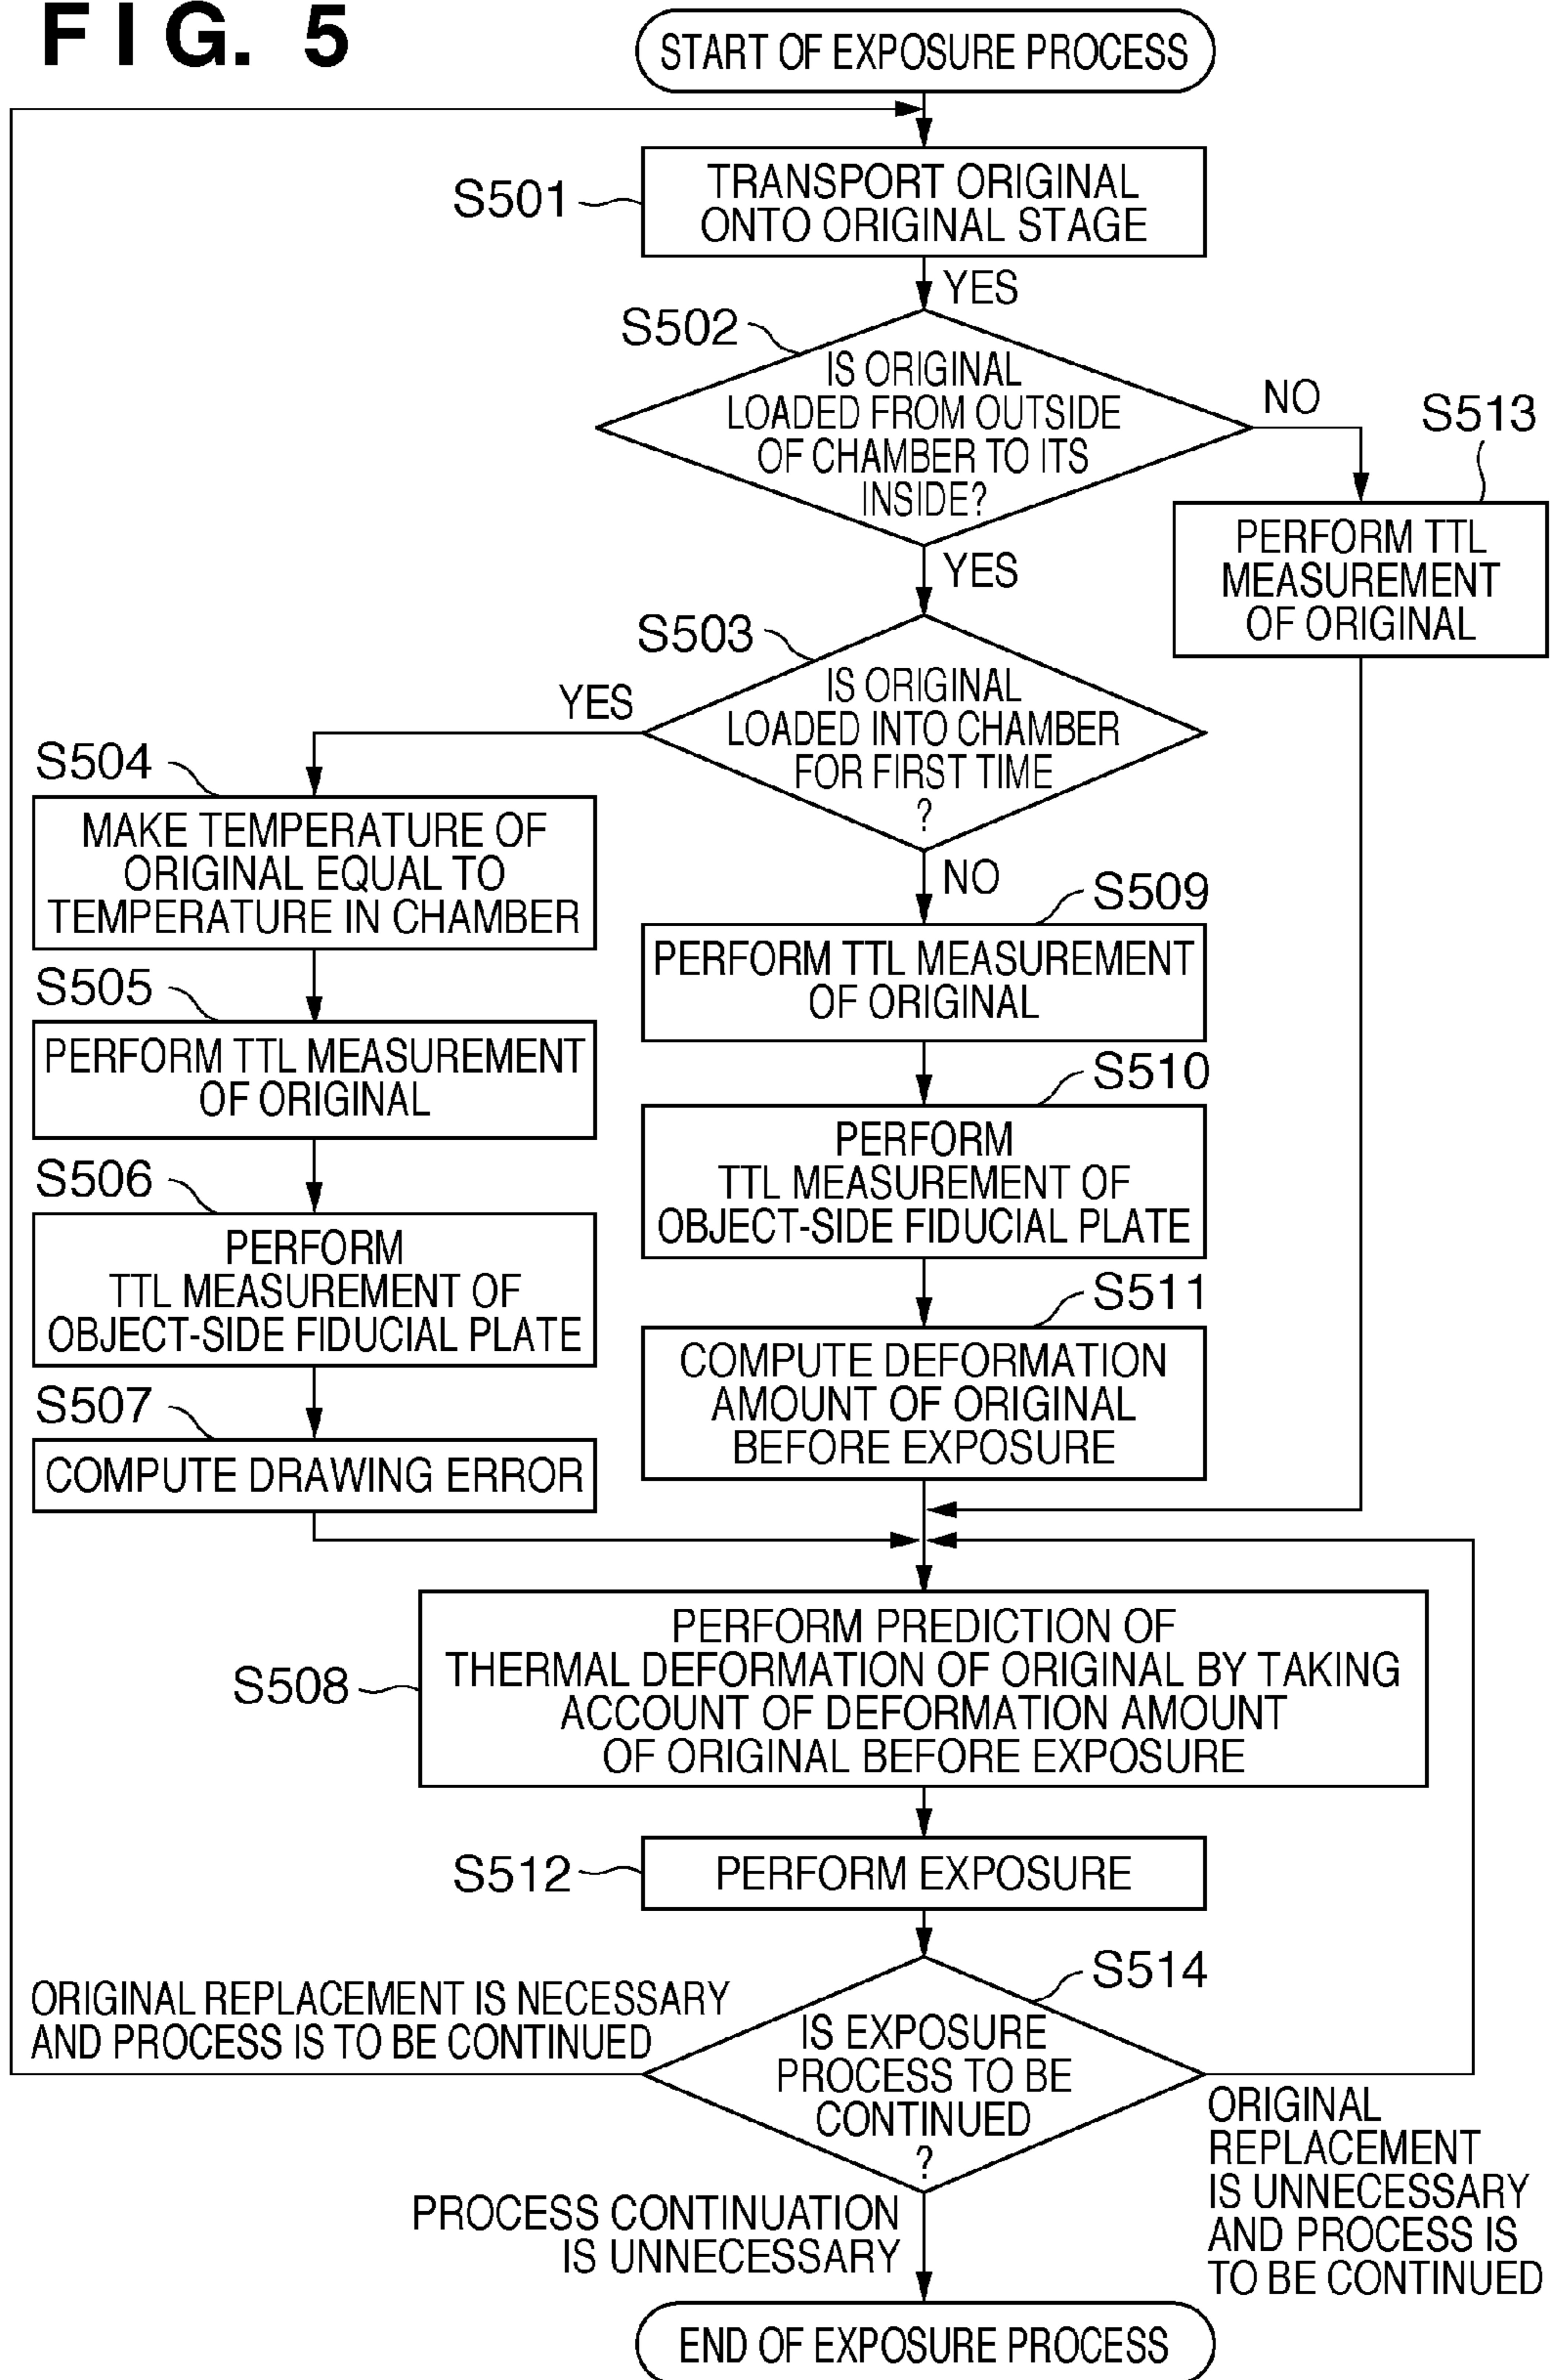 FIG. 5
START OF EXPOSURE PROCESS
S501
TRANSPORT ORIGINAL
ONTO ORIGINAL STAGE
YES
S502
IS ORIGINAL
LOADED FROM OUTSIDE
OF CHAMBER TO ITS
INSIDE?
NO
S513
PERFORM TTL
MEASUREMENT
OF ORIGINAL
YES
S503
IS ORIGINAL
LOADED INTO CHAMBER
FOR FIRST TIME
?
YES
S504
MAKE TEMPERATURE OF
ORIGINAL EQUAL TO
TEMPERATURE IN CHAMBER
S505
PERFORM TTL MEASUREMENT
OF ORIGINAL
S506
PERFORM
TTL MEASUREMENT OF
OBJECT-SIDE FIDUCIAL PLATE
S507
COMPUTE DRAWING ERROR
NO
S509
PERFORM TTL MEASUREMENT
OF ORIGINAL
S510
PERFORM
TTL MEASUREMENT OF
OBJECT-SIDE FIDUCIAL PLATE
S511
COMPUTE DEFORMATION
AMOUNT OF ORIGINAL
BEFORE EXPOSURE
S508
PERFORM PREDICTION OF
THERMAL DEFORMATION OF ORIGINAL BY TAKING
ACCOUNT OF DEFORMATION AMOUNT
OF ORIGINAL BEFORE EXPOSURE
S512
PERFORM EXPOSURE
S514
IS EXPOSURE
PROCESS TO BE
CONTINUED
?
ORIGINAL REPLACEMENT IS NECESSARY
AND PROCESS IS TO BE CONTINUED
ORIGINAL
REPLACEMENT
IS UNNECESSARY
AND PROCESS IS
TO BE CONTINUED
PROCESS CONTINUATION
IS UNNECESSARY
END OF EXPOSURE PROCESS